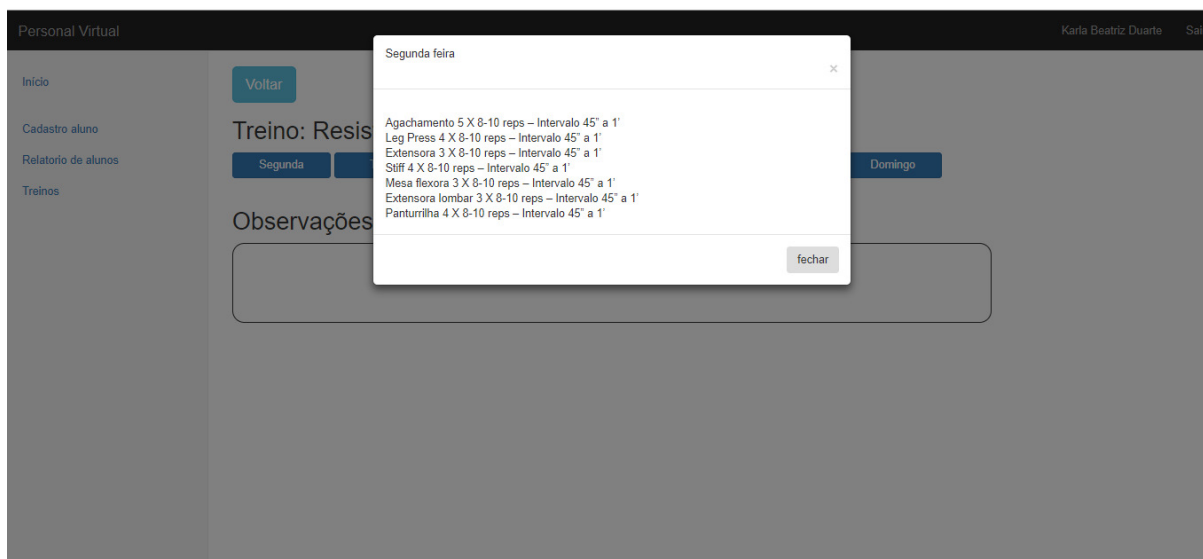 Personal Virtual
Karla Beatriz Duarte
Início
Cadastro aluno
Relatorio de alunos
Treinos
Voltar
Treino:
Segunda
Domingo
Observações
Segunda feira
×
Agachamento 5 X 8-10 reps – Intervalo 45” a 1’
Leg Press 4 X 8-10 reps – Intervalo 45” a 1’
Extensora 3 X 8-10 reps – Intervalo 45” a 1’
Stiff 4 X 8-10 reps – Intervalo 45” a 1’
Mesa flexora 3 X 8-10 reps – Intervalo 45” a 1’
Extensora lombar 3 X 8-10 reps – Intervalo 45” a 1’
Panturrilha 4 X 8-10 reps – Intervalo 45” a 1’
fechar